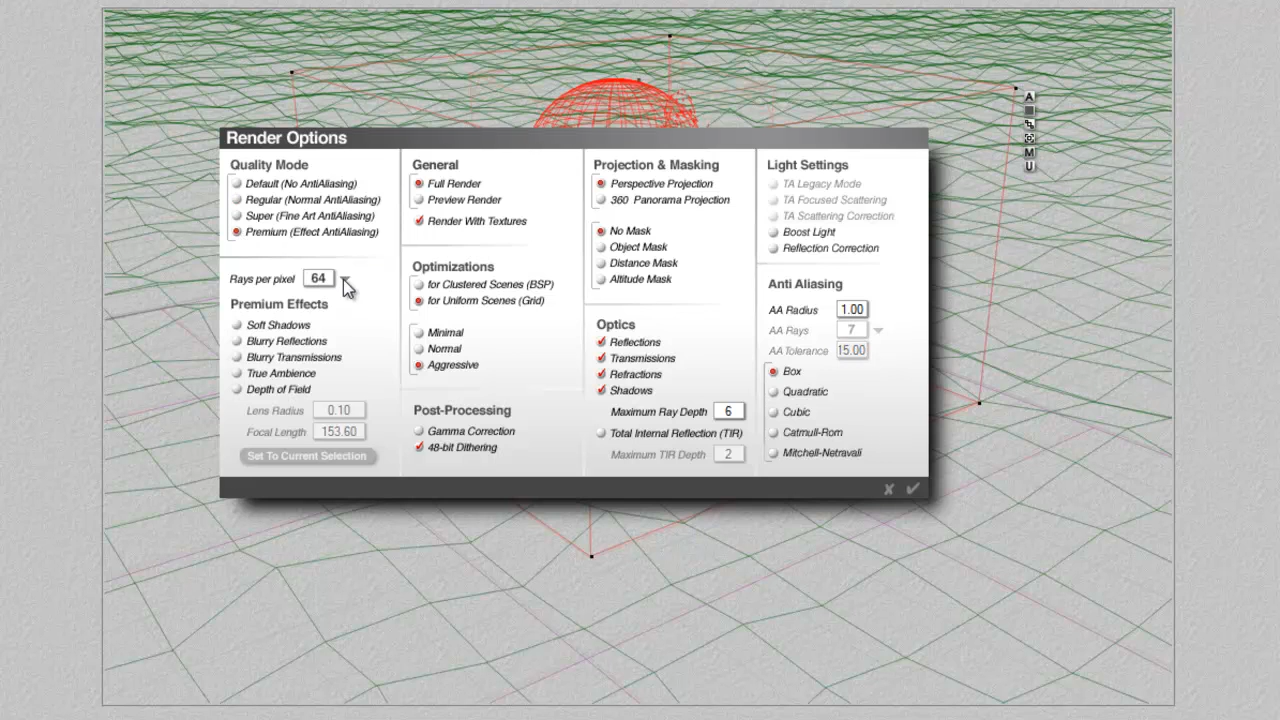 Render Options
Quality Mode
Default (No AntiAliasing)
Regular (Normal AntiAliasing)
Super (Fine Art AntiAliasing)
Premium (Effect AntiAliasing)
Rays per pixel 64
Premium Effects
Soft Shadows
Blurry Reflections
Blurry Transmissions
True Ambience
Depth of Field
Lens Radius 0.10
Focal Length 153.60
Set To Current Selection
General
Full Render
Preview Render
Render With Textures
Optimizations
for Clustered Scenes (BSP)
for Uniform Scenes (Grid)
Minimal
Normal
Aggressive
Post-Processing
Gamma Correction
48-bit Dithering
Projection & Masking
Perspective Projection
360 Panorama Projection
No Mask
Object Mask
Distance Mask
Altitude Mask
Optics
Reflections
Transmissions
Refractions
Shadows
Maximum Ray Depth 6
Total Internal Reflection (TIR)
Maximum TIR Depth 2
Light Settings
TA Legacy Mode
TA Focused Scattering
TA Scattering Correction
Boost Light
Reflection Correction
Anti Aliasing
AA Radius 1.00
AA Rays 7
AA Tolerance 15.00
Box
Quadratic
Cubic
Catmull-Rom
Mitchell-Netravali
A
M
U